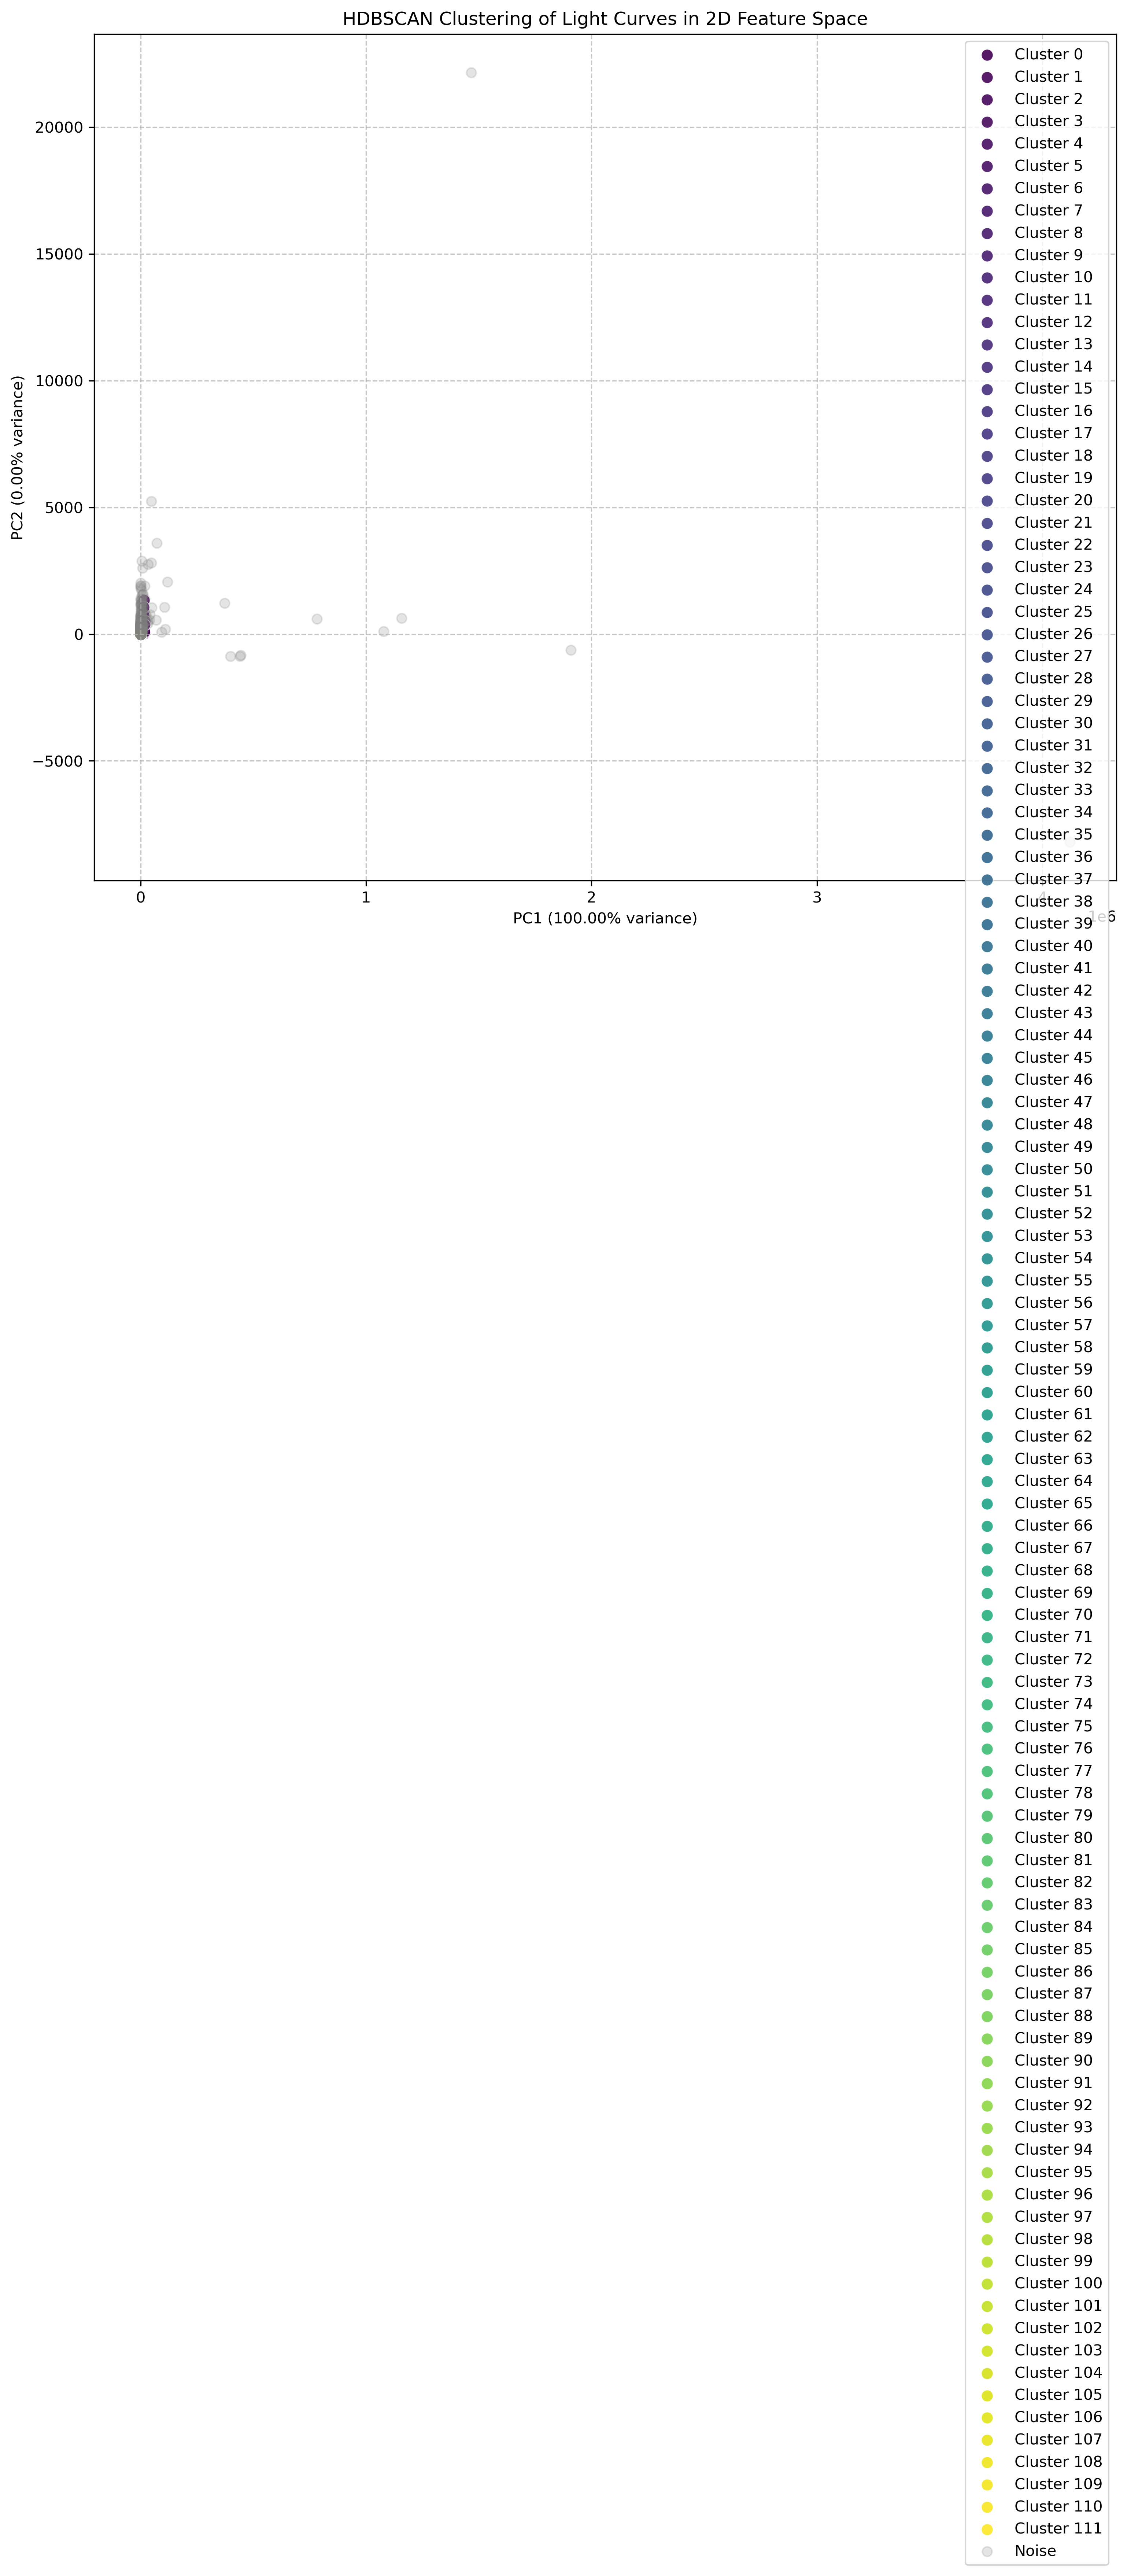 HDBSCAN Clustering of Light Curves in 2D Feature Space
20000
15000
10000
5000
0
−5000
PC2 (0.00% variance)
0
1
2
3
4
1e6
PC1 (100.00% variance)
Cluster 0
Cluster 1
Cluster 2
Cluster 3
Cluster 4
Cluster 5
Cluster 6
Cluster 7
Cluster 8
Cluster 9
Cluster 10
Cluster 11
Cluster 12
Cluster 13
Cluster 14
Cluster 15
Cluster 16
Cluster 17
Cluster 18
Cluster 19
Cluster 20
Cluster 21
Cluster 22
Cluster 23
Cluster 24
Cluster 25
Cluster 26
Cluster 27
Cluster 28
Cluster 29
Cluster 30
Cluster 31
Cluster 32
Cluster 33
Cluster 34
Cluster 35
Cluster 36
Cluster 37
Cluster 38
Cluster 39
Cluster 40
Cluster 41
Cluster 42
Cluster 43
Cluster 44
Cluster 45
Cluster 46
Cluster 47
Cluster 48
Cluster 49
Cluster 50
Cluster 51
Cluster 52
Cluster 53
Cluster 54
Cluster 55
Cluster 56
Cluster 57
Cluster 58
Cluster 59
Cluster 60
Cluster 61
Cluster 62
Cluster 63
Cluster 64
Cluster 65
Cluster 66
Cluster 67
Cluster 68
Cluster 69
Cluster 70
Cluster 71
Cluster 72
Cluster 73
Cluster 74
Cluster 75
Cluster 76
Cluster 77
Cluster 78
Cluster 79
Cluster 80
Cluster 81
Cluster 82
Cluster 83
Cluster 84
Cluster 85
Cluster 86
Cluster 87
Cluster 88
Cluster 89
Cluster 90
Cluster 91
Cluster 92
Cluster 93
Cluster 94
Cluster 95
Cluster 96
Cluster 97
Cluster 98
Cluster 99
Cluster 100
Cluster 101
Cluster 102
Cluster 103
Cluster 104
Cluster 105
Cluster 106
Cluster 107
Cluster 108
Cluster 109
Cluster 110
Cluster 111
Noise